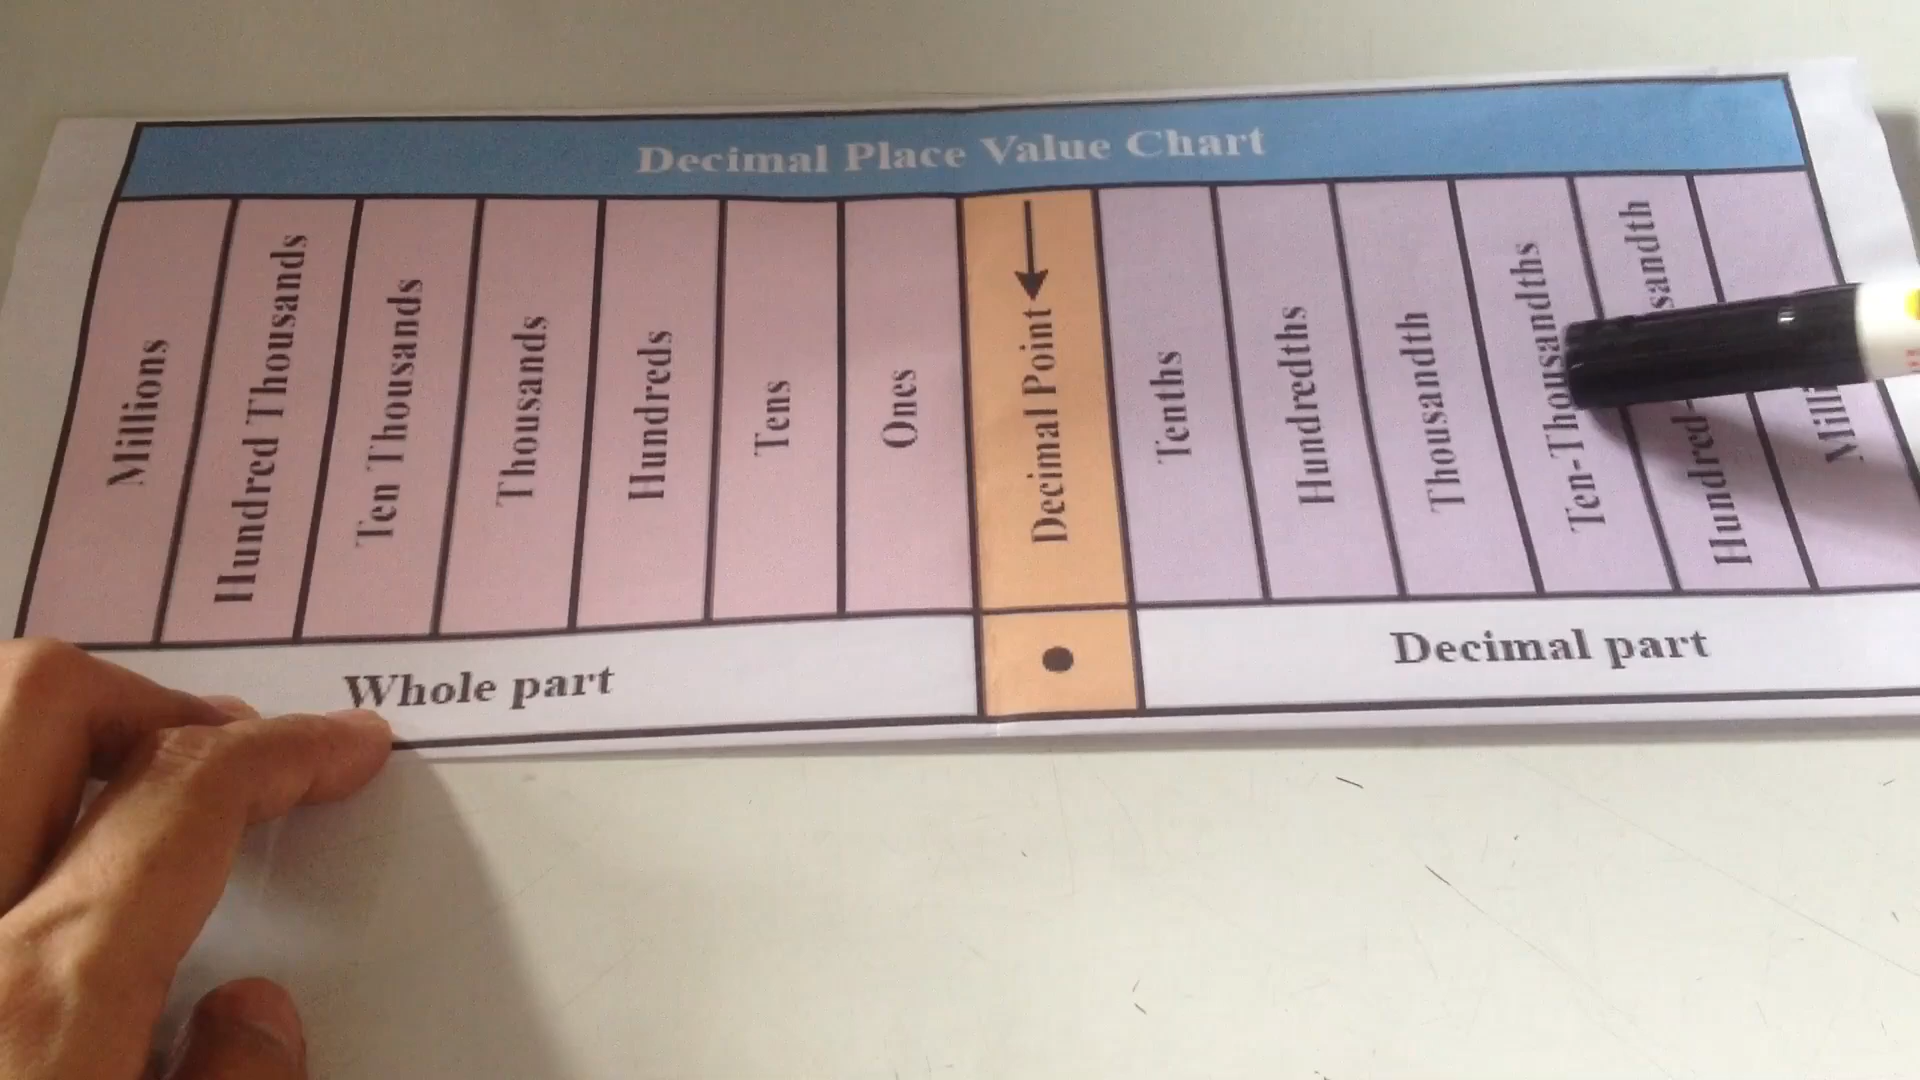 Decimal Place Value Chart
Millions
Hundred Thousands
Ten Thousands
Thousands
Hundreds
Tens
Ones
Decimal Point
Tenths
Hundredths
Thousandth
Ten-Thousandths
Whole part
Decimal part